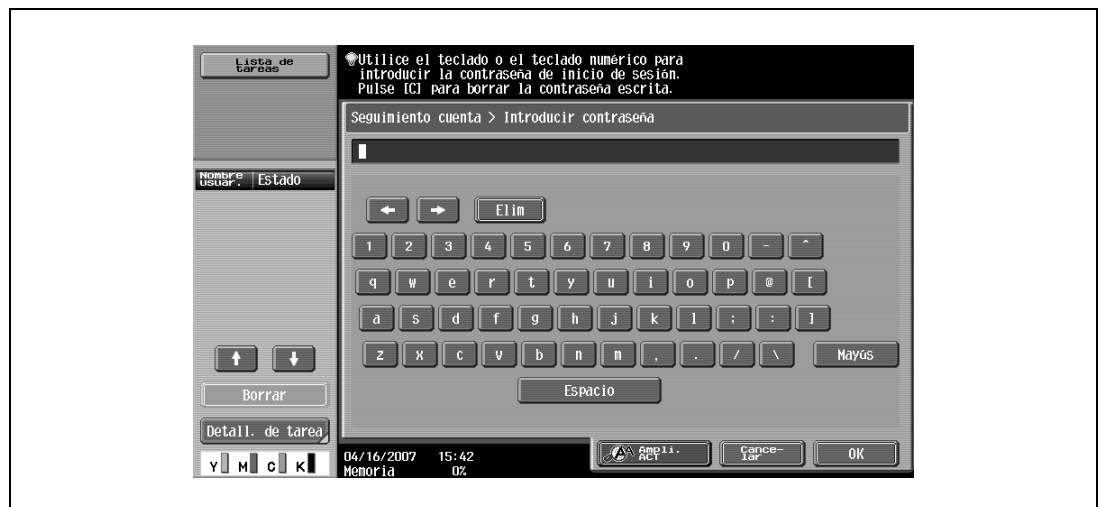 Lista de
tareas
Utilice el teclado o el teclado numérico para
introducir la contraseña de inicio de sesión.
Pulse [C] para borrar la contraseña escrita.
Seguimiento cuenta > Introducir contraseña
Nombre
usuar.
Estado
Elim
1 2 3 4 5 6 7 8 9 0 - ^
q w e r t y u i o p @ [
a s d f g h j k l ; : ]
z x c v b n m , . / \ Mayús
Espacio
Borrar
Detall. de tarea
Y M C K
04/16/2007 15:42
Memoria 0%
Ampli.
ACT
Cance-
lar
OK